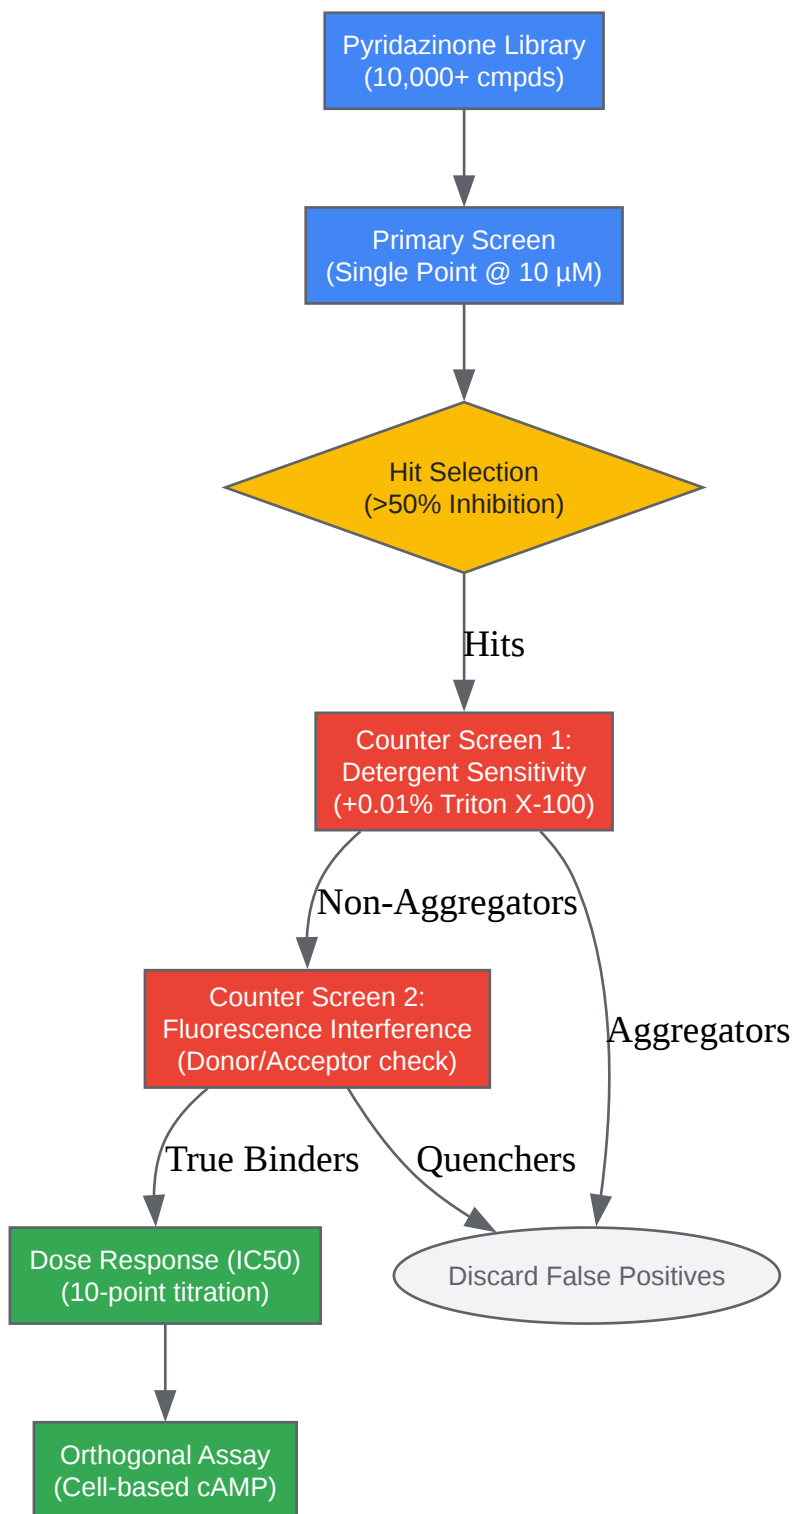 Pyridazinone Library
(10,000+ cmpds)
Primary Screen
(Single Point @ 10 µM)
Hit Selection
(>50% Inhibition)
Hits
Counter Screen 1:
Detergent Sensitivity
(+0.01% Triton X-100)
Non-Aggregators
Counter Screen 2:
Fluorescence Interference
(Donor/Acceptor check)
Aggregators
True Binders
Quenchers
Dose Response (IC50)
(10-point titration)
Discard False Positives
Orthogonal Assay
(Cell-based cAMP)